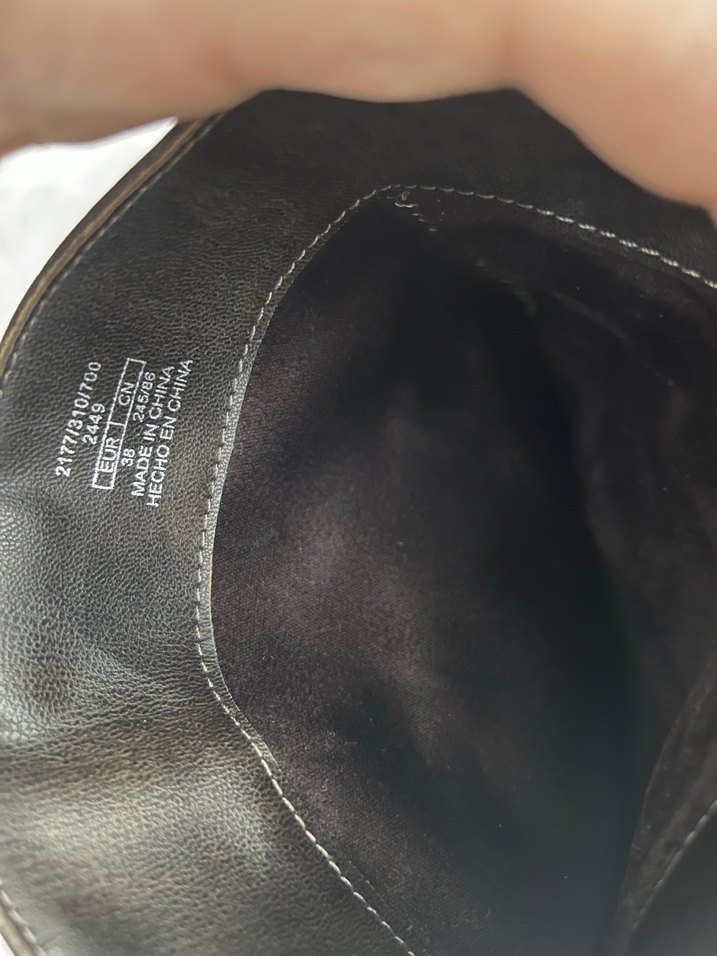 2177/310/700
2449
EUR CN
38 245/86
MADE IN CHINA
HECHO EN CHINA